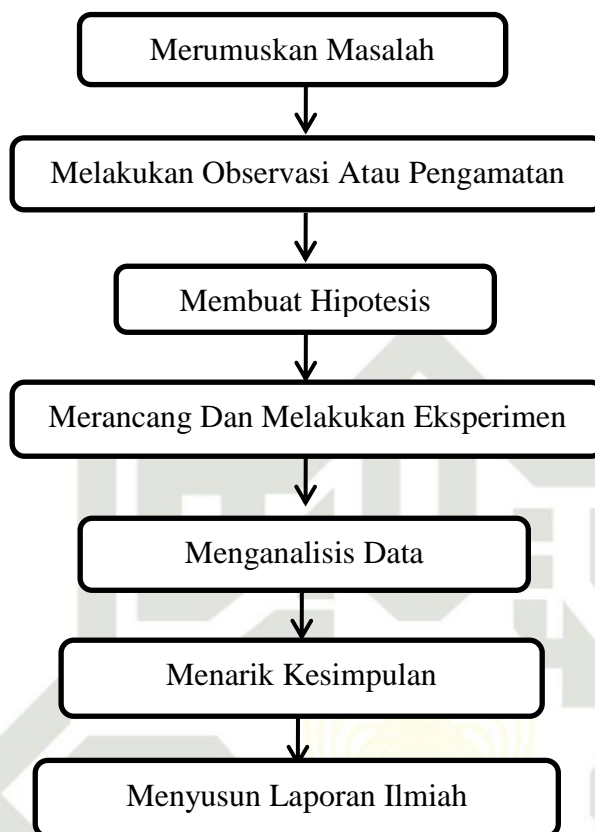 Merumuskan Masalah
Melakukan Observasi Atau Pengamatan
Membuat Hipotesis
Merancang Dan Melakukan Eksperimen
Menganalisis Data
Menarik Kesimpulan
Menyusun Laporan Ilmiah